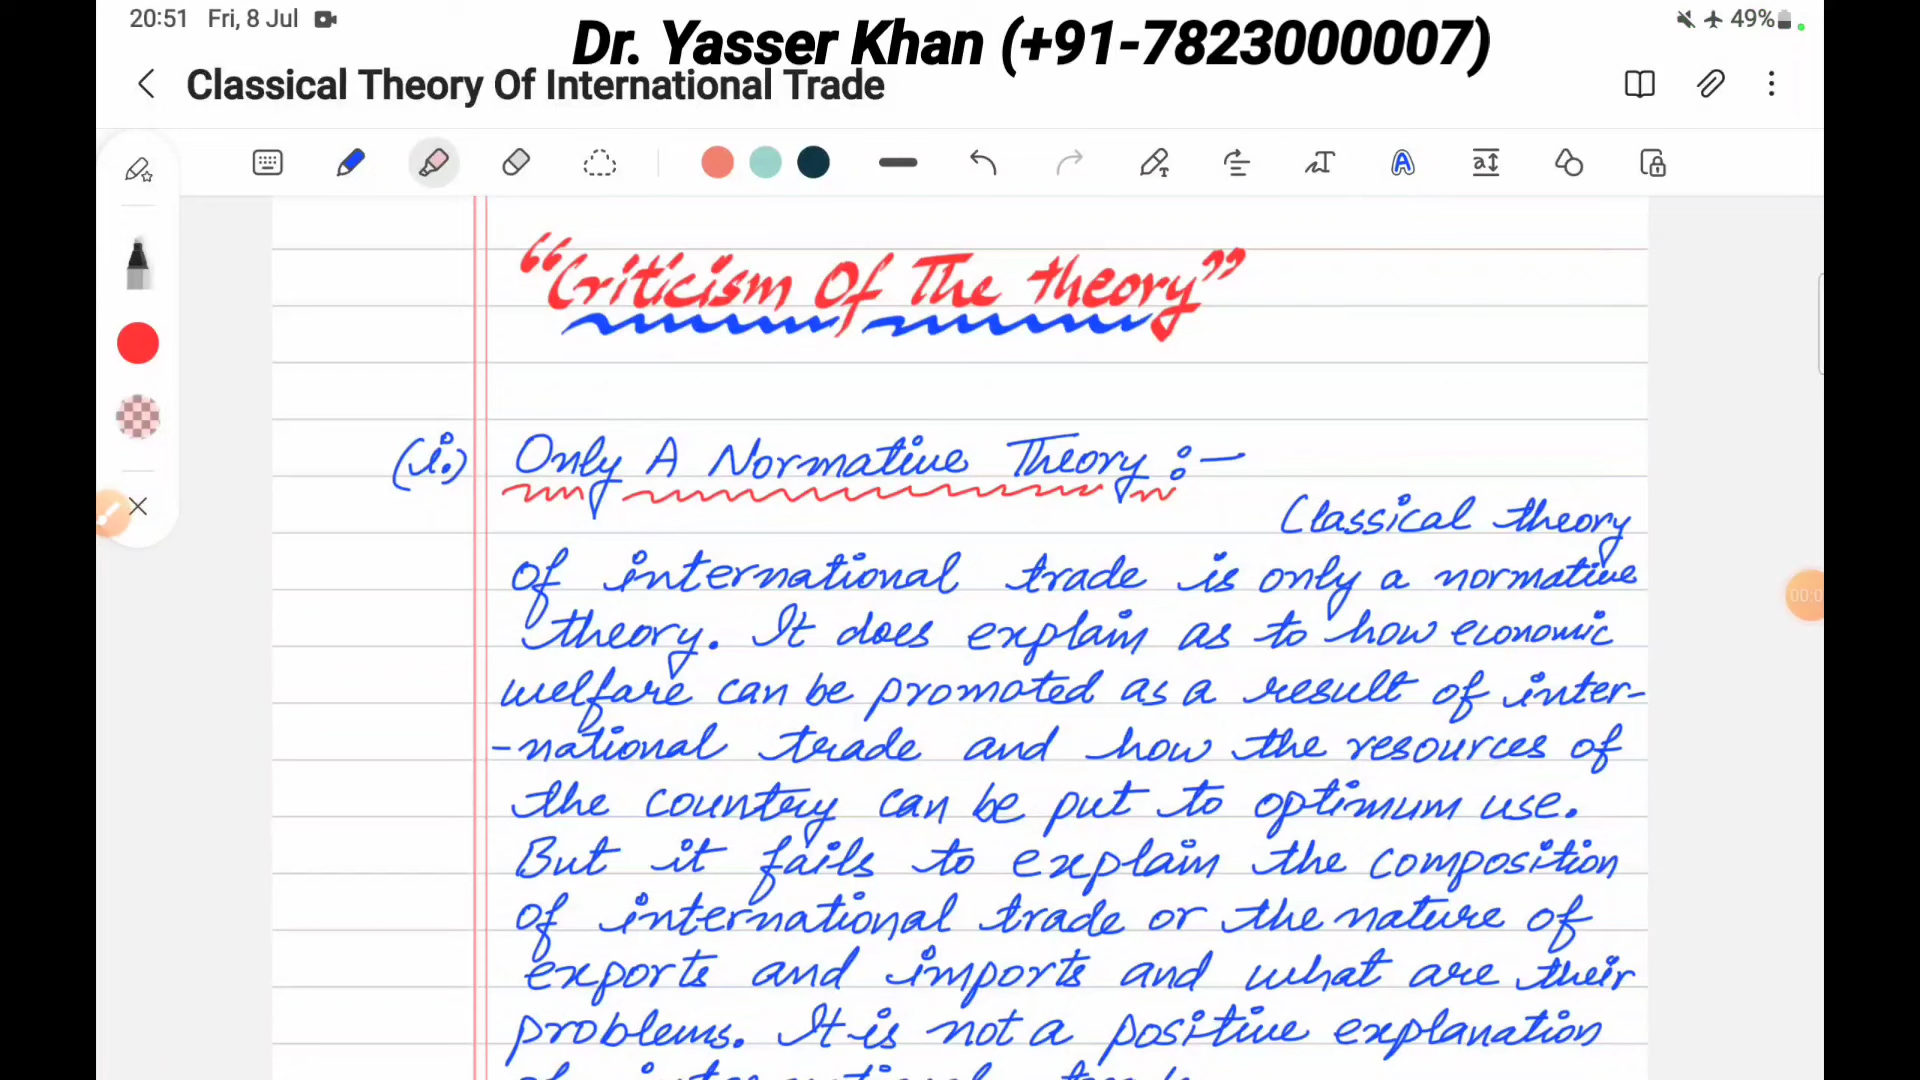 20:51 Fri, 8 Jul
49%
Dr. Yasser Khan (+91-7823000007)
Classical Theory Of International Trade
“Criticism Of The theory”
(i.) Only A Normative Theory :-
Classical theory
of international trade is only a normative
theory. It does explain as to how economic
welfare can be promoted as a result of inter-
-national trade and how the resources of
the country can be put to optimum use.
But it fails to explain the composition
of international trade or the nature of
exports and imports and what are their
problems. It is not a positive explanation
of international trade